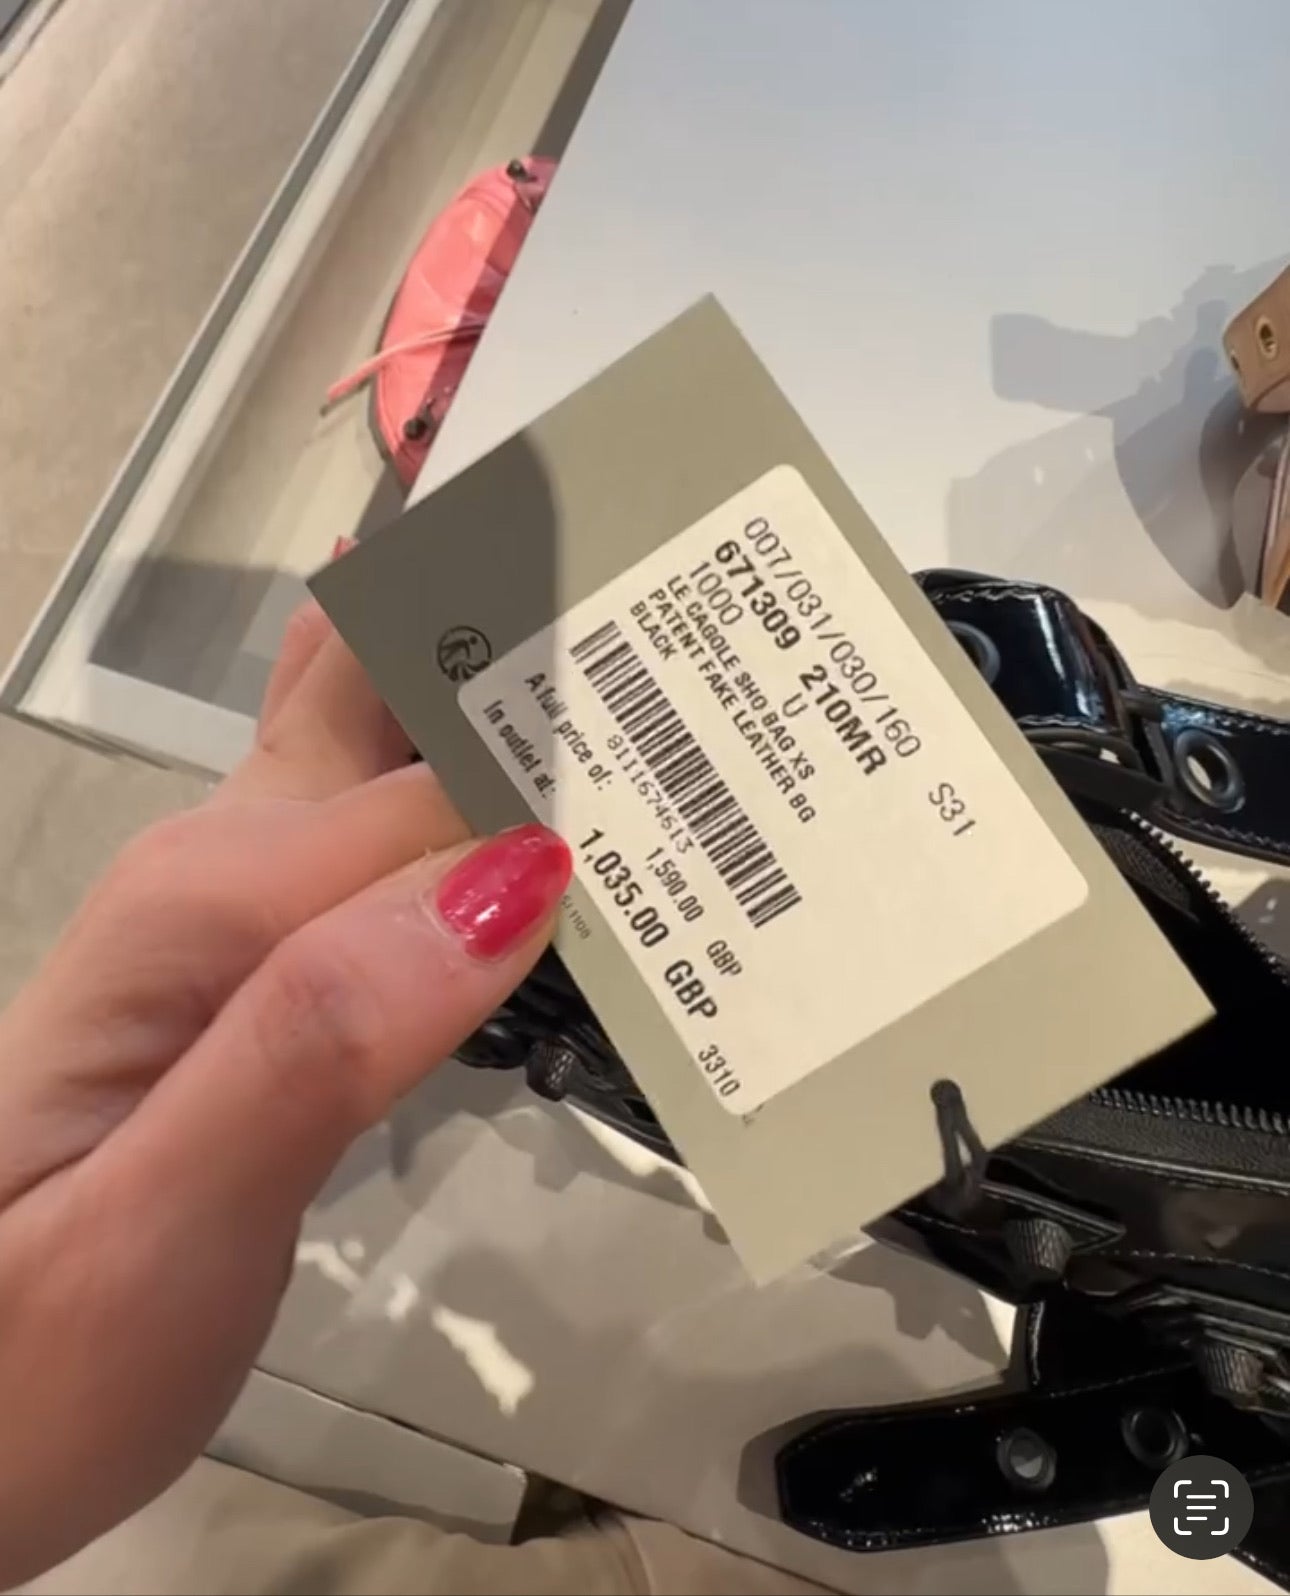 007/031/030/160 S31
671309 210MR
1000 U
LE CAGOLE SHO BAG XS
PATENT FAKE LEATHER BG
BLACK
8111674613
A full price of: 1,590.00 GBP
In outlet at: 1,035.00 GBP
3310